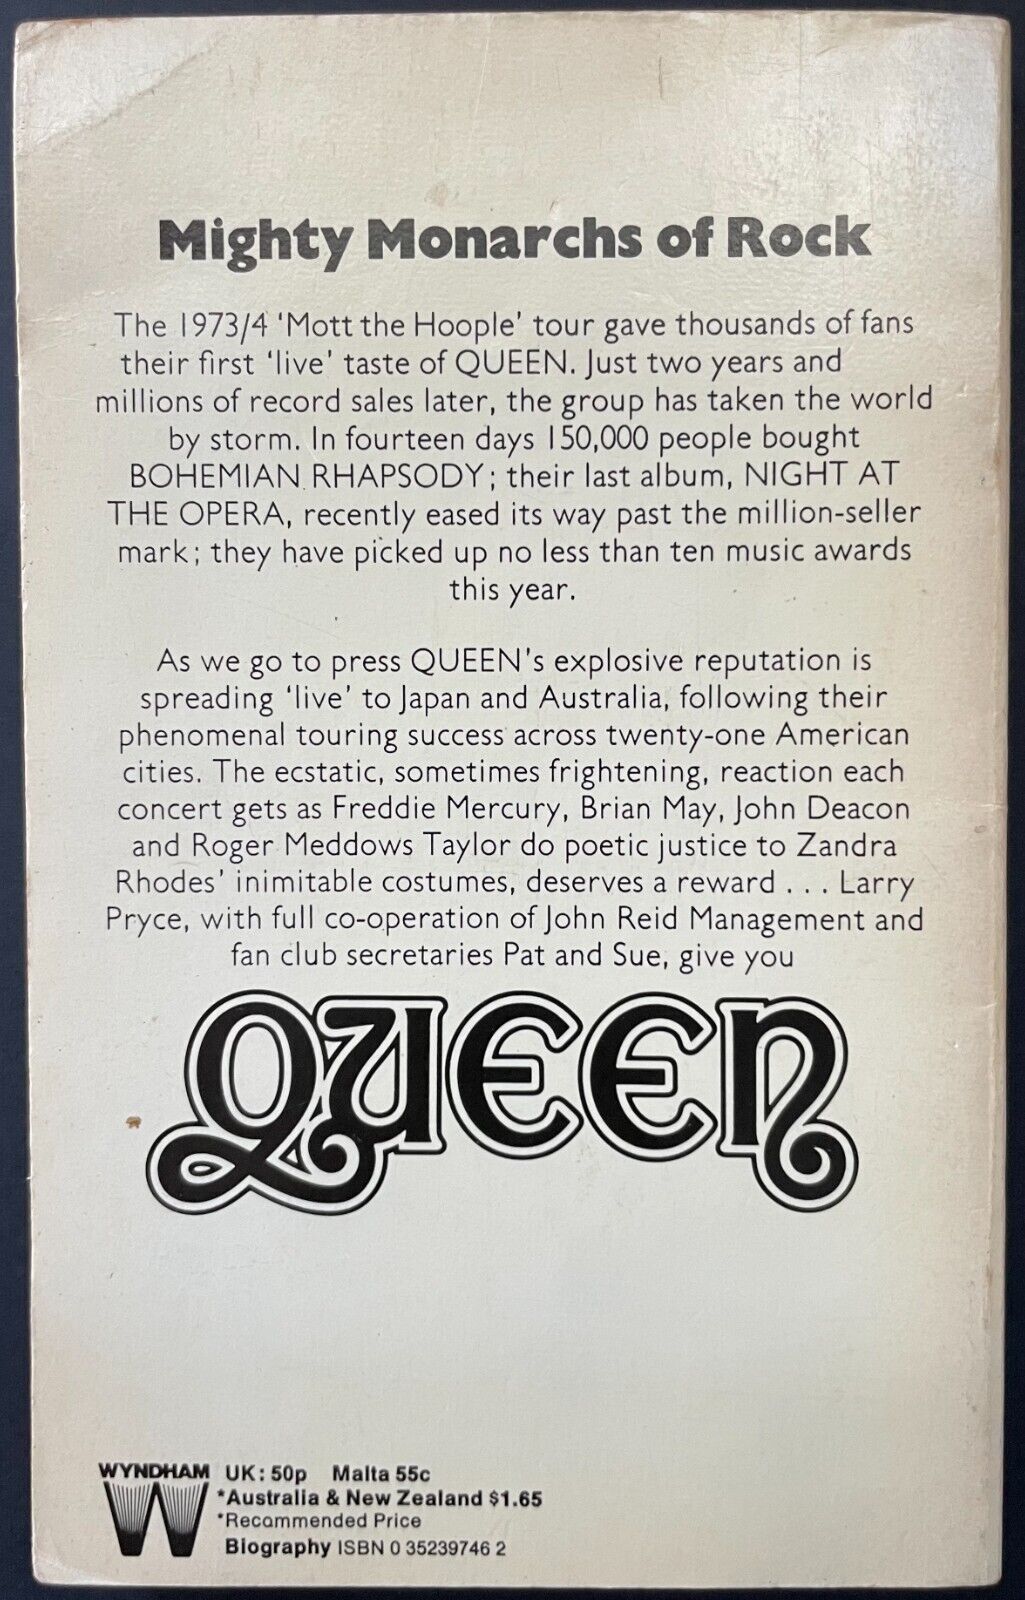 Mighty Monarchs of Rock
The 1973/4 'Mott the Hoople' tour gave thousands of fans
their first 'live' taste of QUEEN. Just two years and
millions of record sales later, the group has taken the world
by storm. In fourteen days 150,000 people bought
BOHEMIAN RHAPSODY; their last album, NIGHT AT
THE OPERA, recently eased its way past the million-seller
mark; they have picked up no less than ten music awards
this year.
As we go to press QUEEN's explosive reputation is
spreading 'live' to Japan and Australia, following their
phenomenal touring success across twenty-one American
cities. The ecstatic, sometimes frightening, reaction each
concert gets as Freddie Mercury, Brian May, John Deacon
and Roger Meddows Taylor do poetic justice to Zandra
Rhodes' inimitable costumes, deserves a reward . . . Larry
Pryce, with full co-operation of John Reid Management and
fan club secretaries Pat and Sue, give you
QUEEN
WYNDHAM UK: 50p Malta 55c
W *Australia & New Zealand $1.65
*Recommended Price
Biography ISBN 0 35239746 2